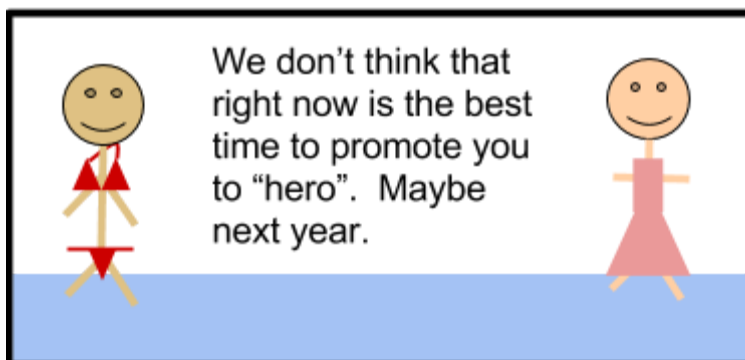 We don’t think that
right now is the best
time to promote you
to “hero”.  Maybe
next year.